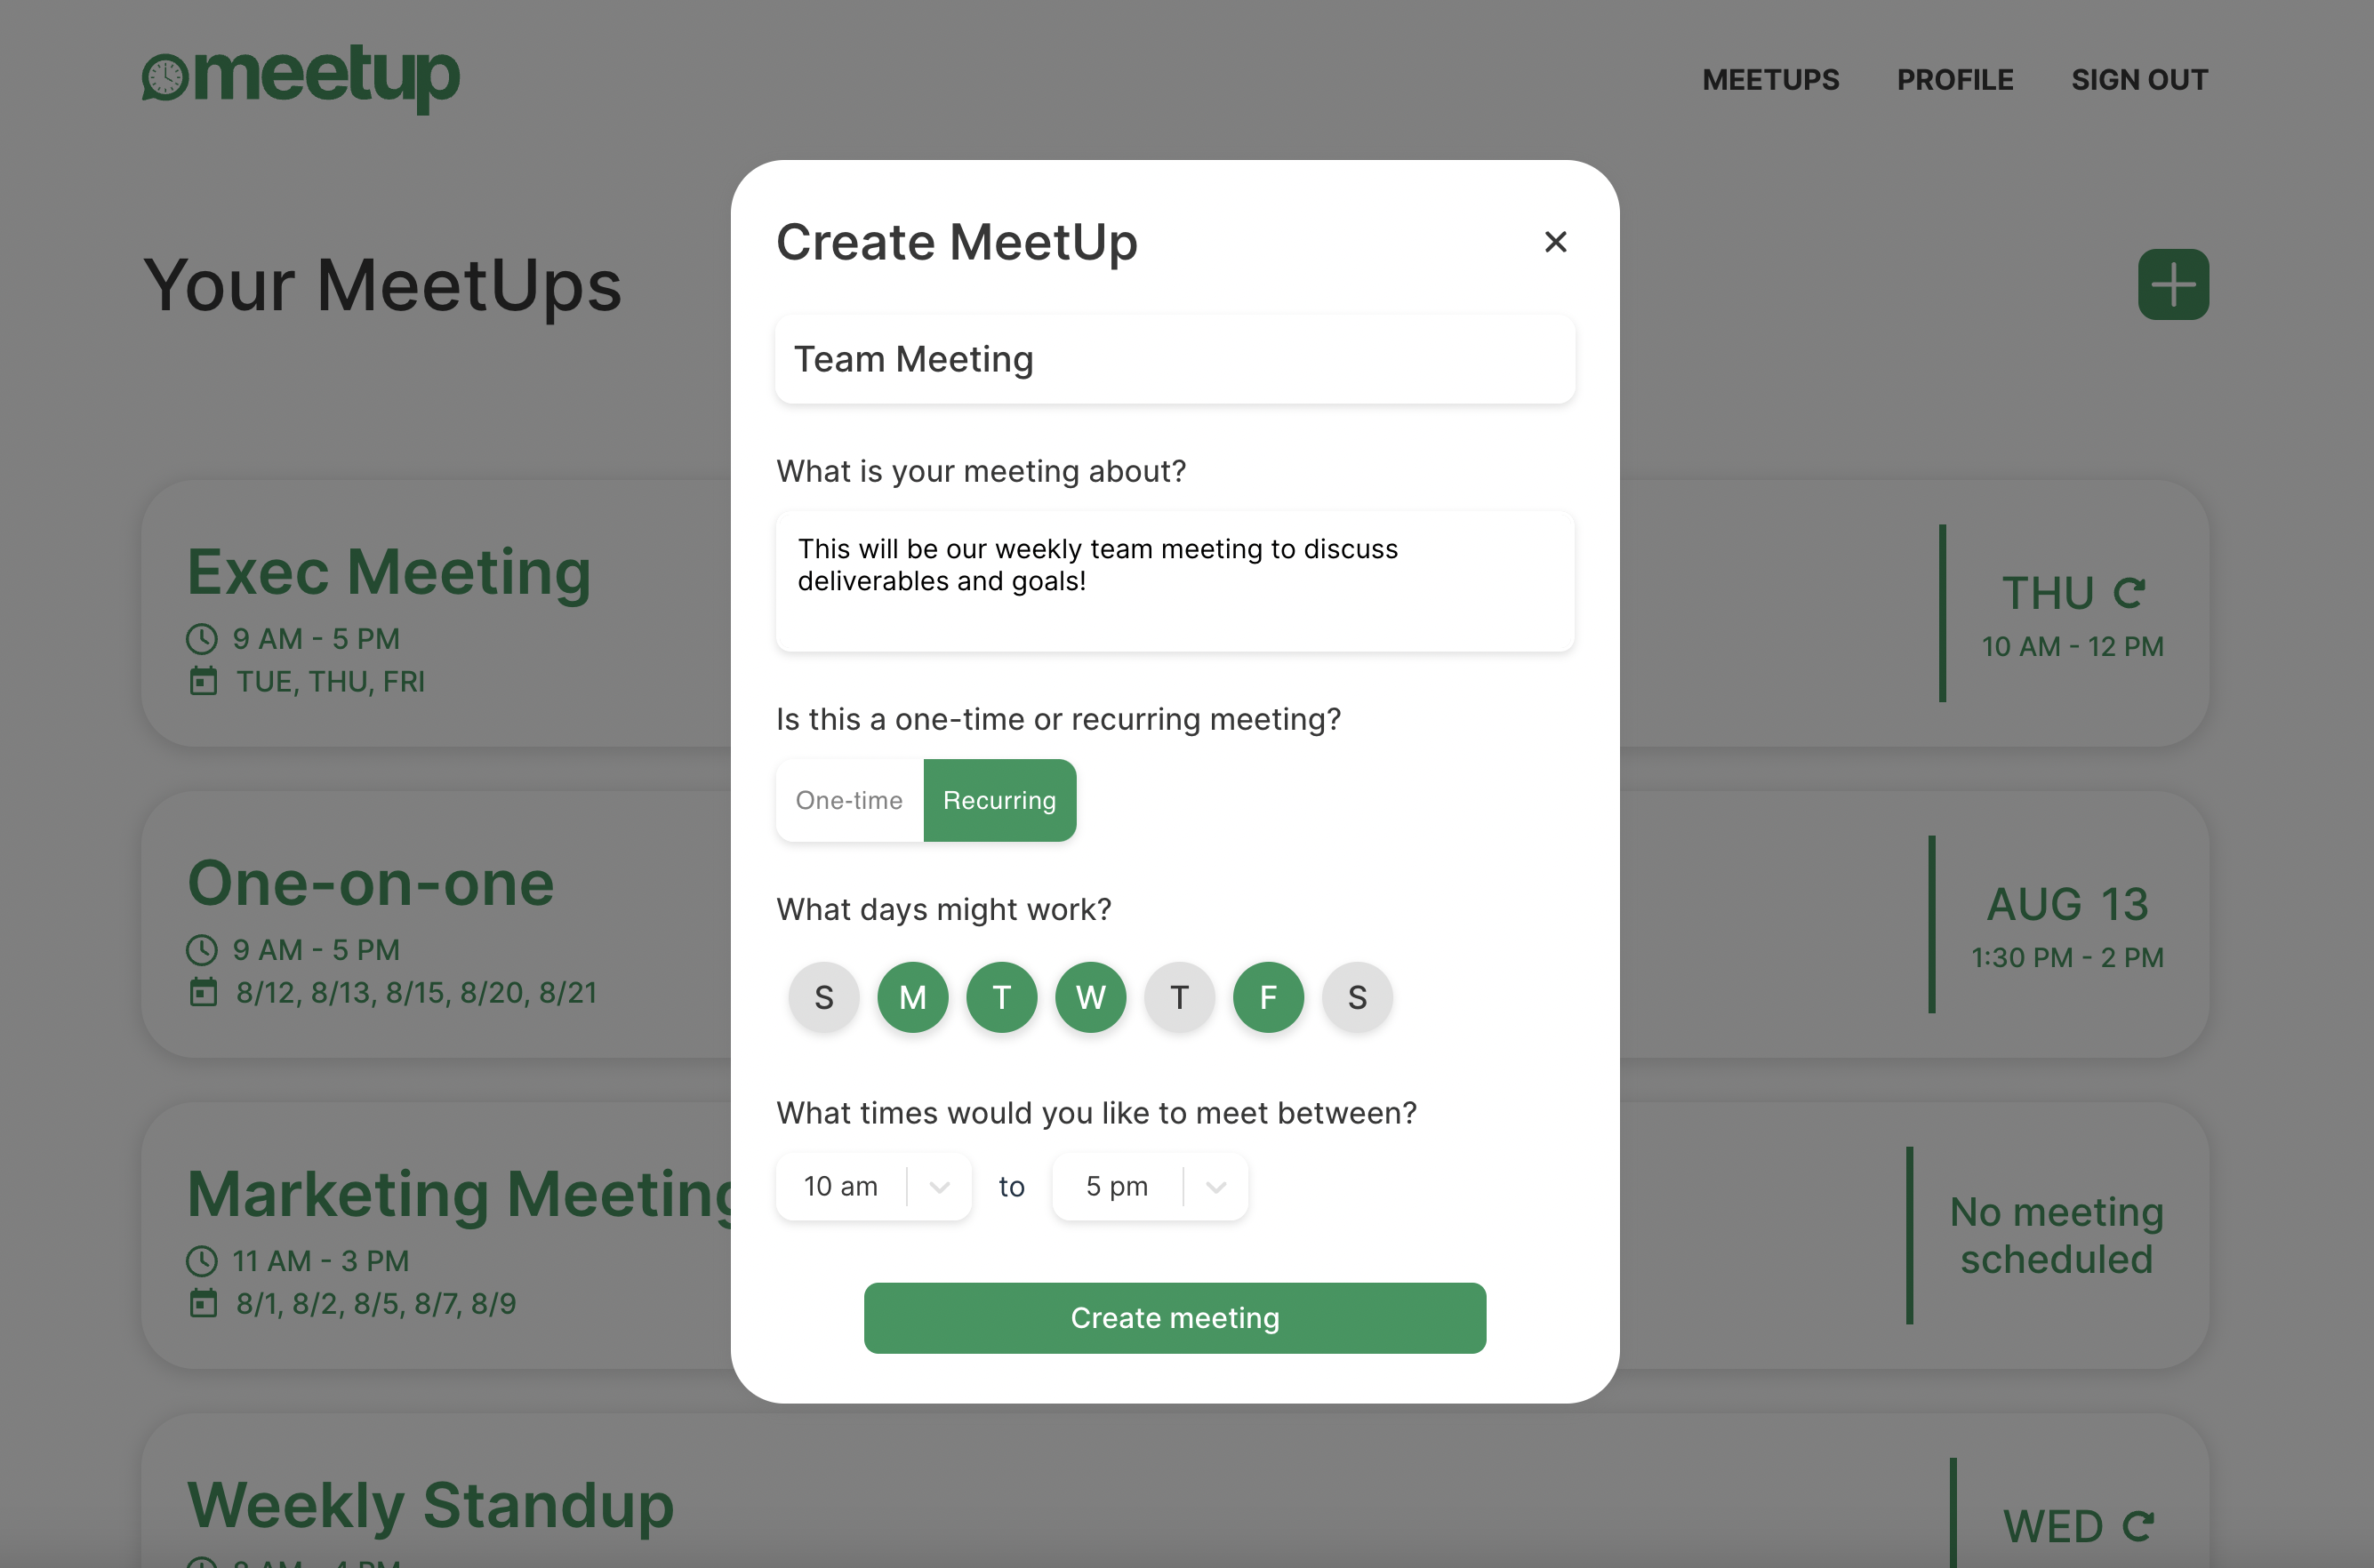 meetup
MEETUPS PROFILE SIGN OUT
Your MeetUps
Exec Meeting
9 AM - 5 PM
TUE, THU, FRI
THU
10 AM - 12 PM
One-on-one
9 AM - 5 PM
8/12, 8/13, 8/15, 8/20, 8/21
AUG 13
1:30 PM - 2 PM
Marketing Meeting
11 AM - 3 PM
8/1, 8/2, 8/5, 8/7, 8/9
No meeting
scheduled
Weekly Standup
WED
Create MeetUp
Team Meeting
What is your meeting about?
This will be our weekly team meeting to discuss
deliverables and goals!
Is this a one-time or recurring meeting?
One-time Recurring
What days might work?
S M T W T F S
What times would you like to meet between?
10 am to 5 pm
Create meeting